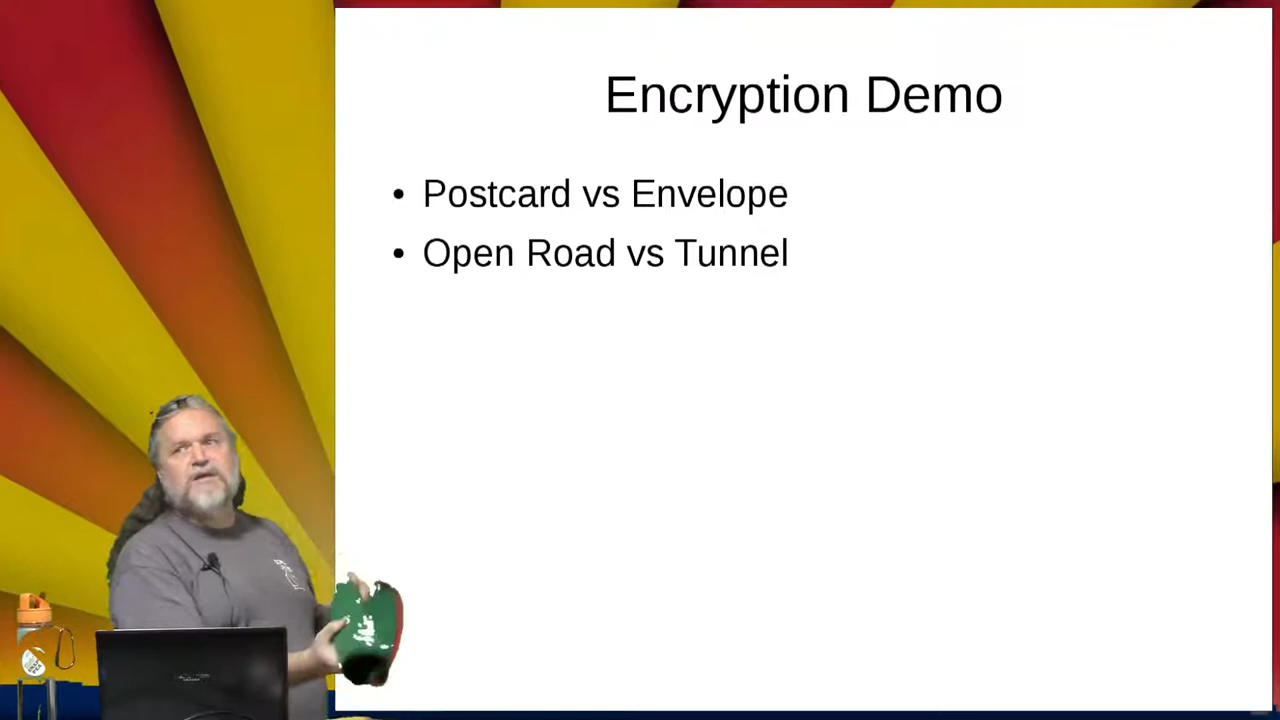 Encryption Demo
• Postcard vs Envelope
• Open Road vs Tunnel